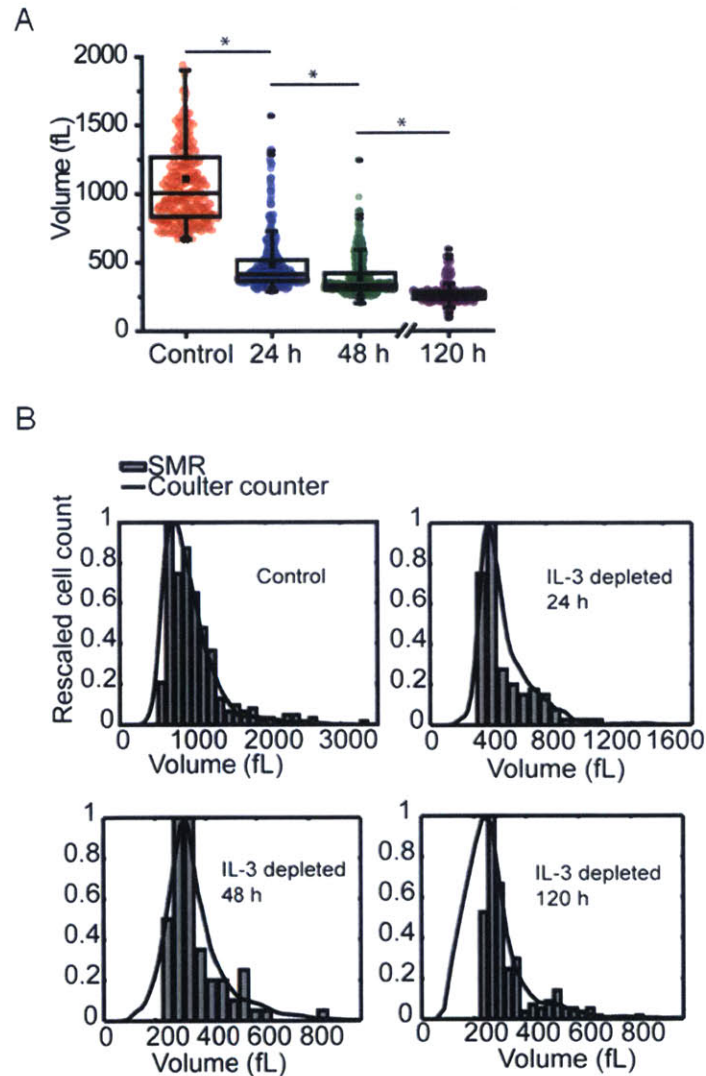 A
*
*
*
2000
1500
1000
500
0
Volume (fL)
Control 24 h 48 h 120 h
B
SMR
Coulter counter
Rescaled cell count
1
0.8
0.6
0.4
0.2
0
Control
0 1000 2000 3000
Volume (fL)
1
0.8
0.6
0.4
0.2
0
IL-3 depleted
24 h
0 400 800 1200 1600
Volume (fL)
1
0.8
0.6
0.4
0.2
0
IL-3 depleted
48 h
0 200 400 600 800
Volume (fL)
1
0.8
0.6
0.4
0.2
0
IL-3 depleted
120 h
0 200 400 600 800
Volume (fL)